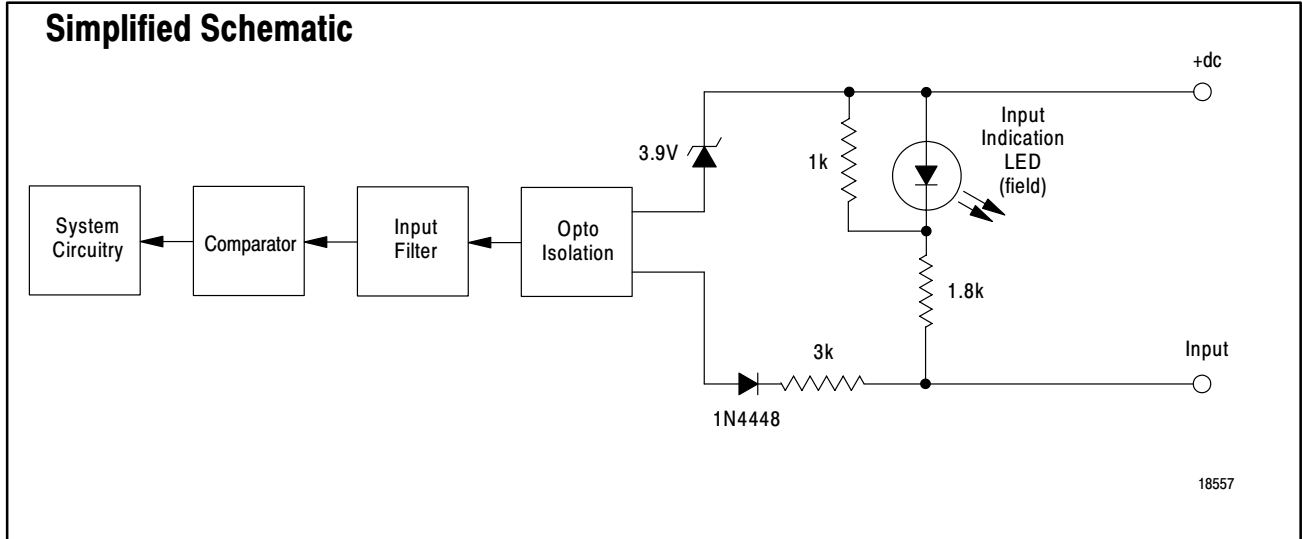 Simplified Schematic
+dc
Input
Indication
LED
(field)
3.9V
1k
System
Circuitry
Comparator
Input
Filter
Opto
Isolation
1.8k
3k
Input
1N4448
18557